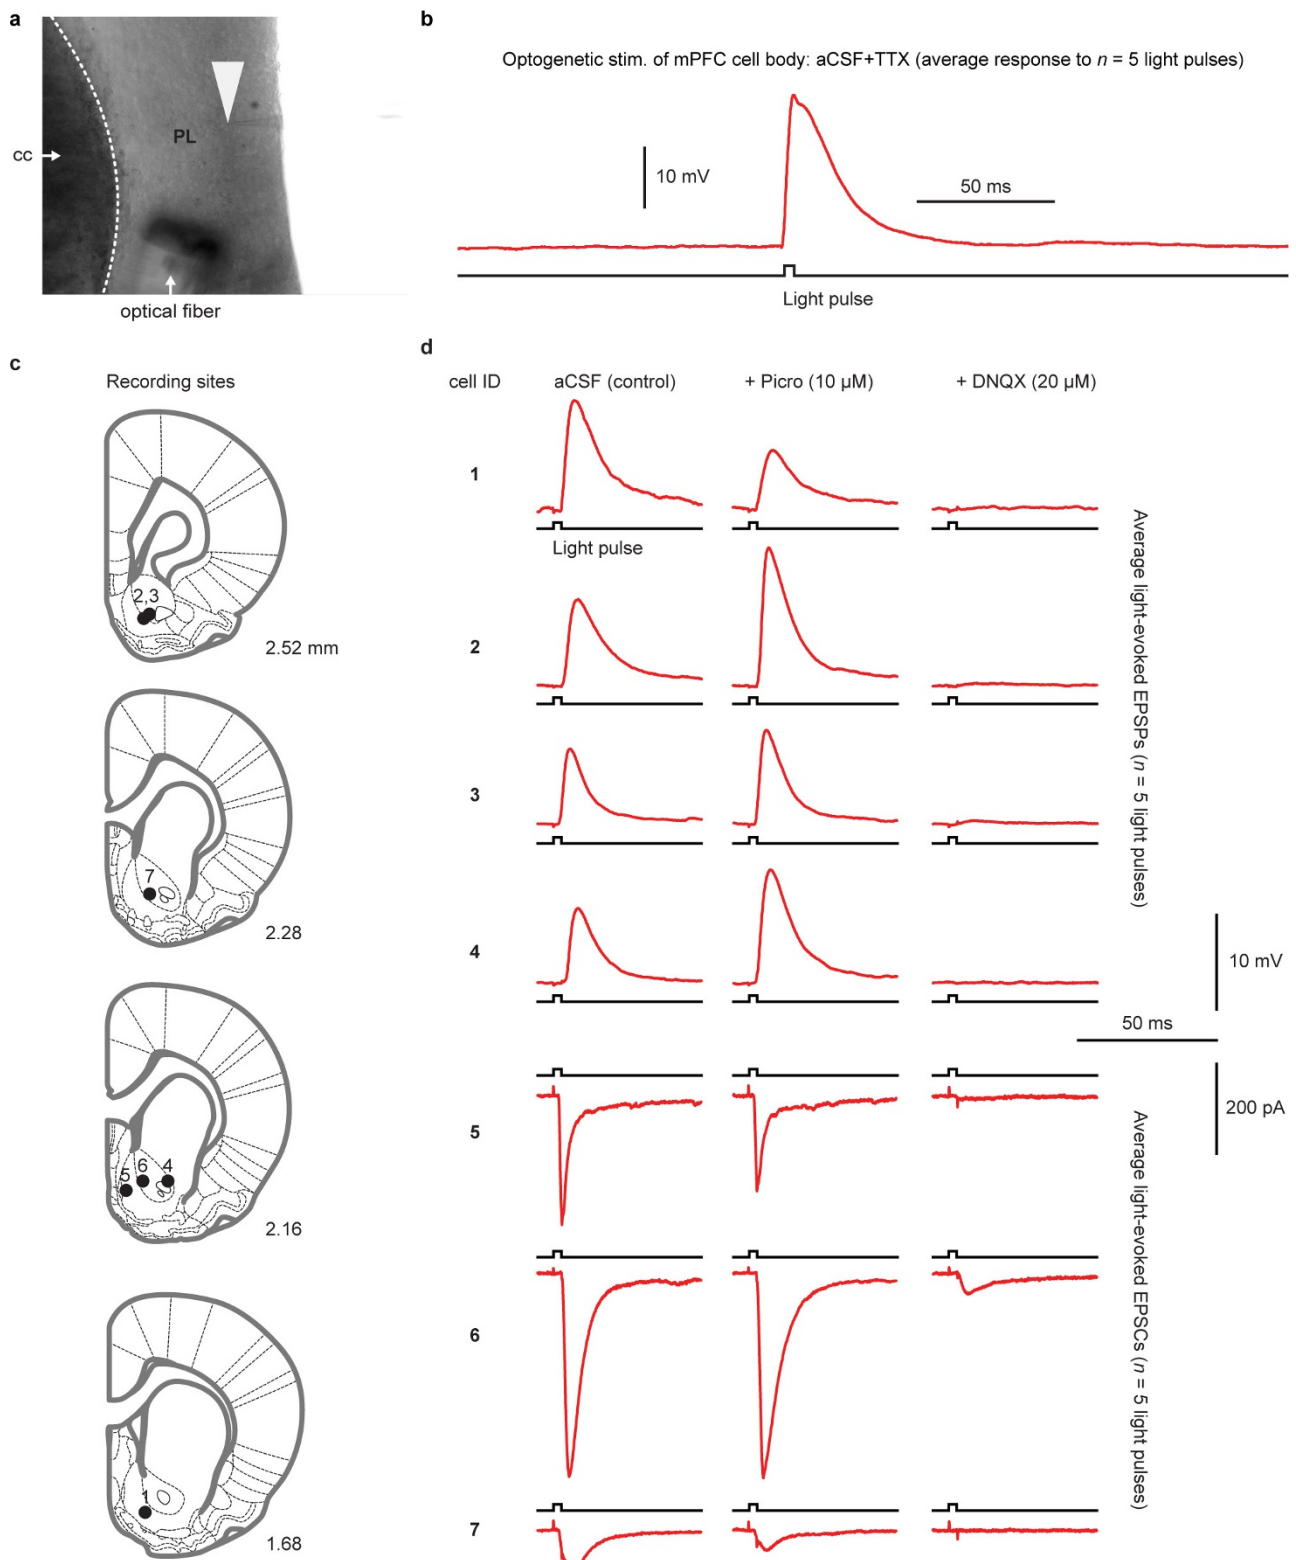 a
PL
cc
optical fiber
b
Optogenetic stim. of mPFC cell body: aCSF+TTX (average response to n = 5 light pulses)
10 mV
50 ms
Light pulse
c
Recording sites
2,3
2.52 mm
7
2.28
5 6 4
2.16
1
1.68
d
cell ID aCSF (control) + Picro (10 µM) + DNQX (20 µM)
1
Light pulse
2
3
4
5
6
7
Average light-evoked EPSPs (n = 5 light pulses)
10 mV
50 ms
200 pA
Average light-evoked EPSCs (n = 5 light pulses)